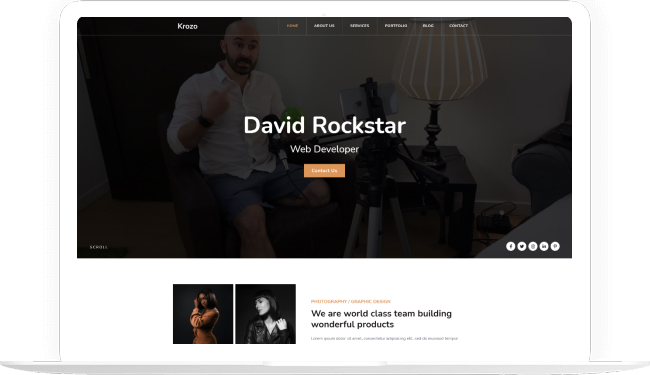 Krozo
HOME ABOUT US SERVICES PORTFOLIO BLOG CONTACT
David Rockstar
Web Developer
Contact Us
SCROLL
PHOTOGRAPHY / GRAPHIC DESIGN
We are world class team building
wonderful products
Lorem ipsum dolor sit amet, consectetur adipisicing elit, sed do eiusmod tempor